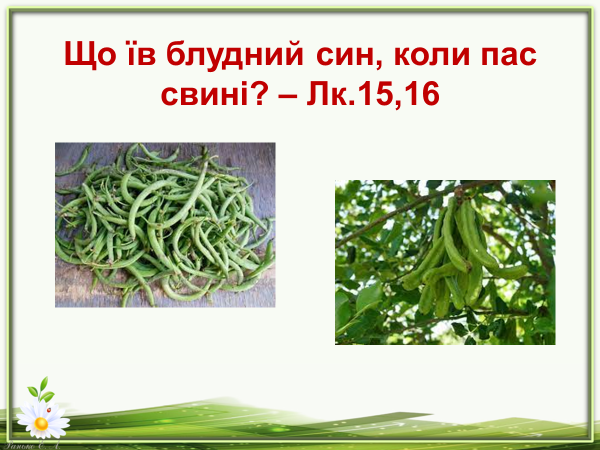 Що їв блудний син, коли пас
свині? – Лк.15,16